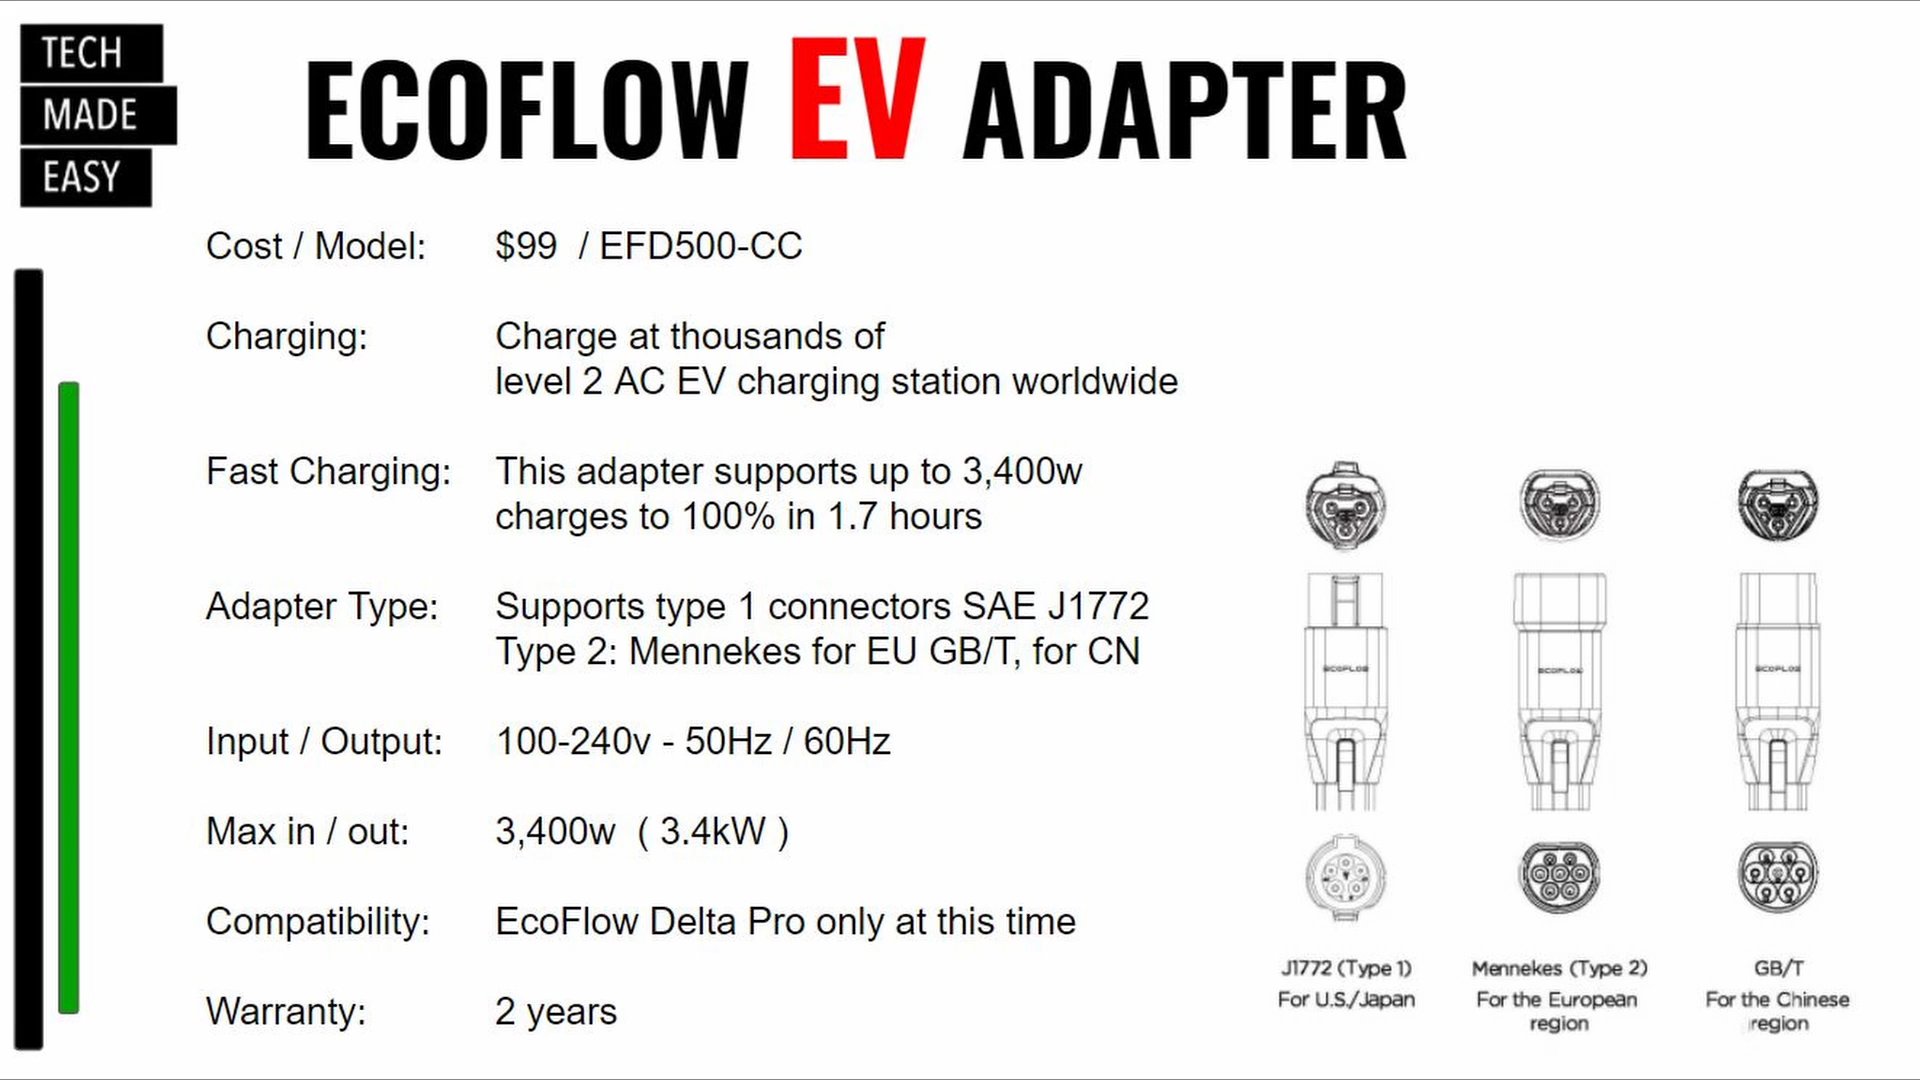 TECH
MADE
EASY
ECOFLOW EV ADAPTER
Cost / Model: $99 / EFD500-CC
Charging: Charge at thousands of
level 2 AC EV charging station worldwide
Fast Charging: This adapter supports up to 3,400w
charges to 100% in 1.7 hours
Adapter Type: Supports type 1 connectors SAE J1772
Type 2: Mennekes for EU GB/T, for CN
Input / Output: 100-240v - 50Hz / 60Hz
Max in / out: 3,400w ( 3.4kW )
Compatibility: EcoFlow Delta Pro only at this time
Warranty: 2 years
ECOFLOW
ECOFLOW
ECOFLOW
J1772 (Type 1)
For U.S./Japan
Mennekes (Type 2)
For the European
region
GB/T
For the Chinese
region